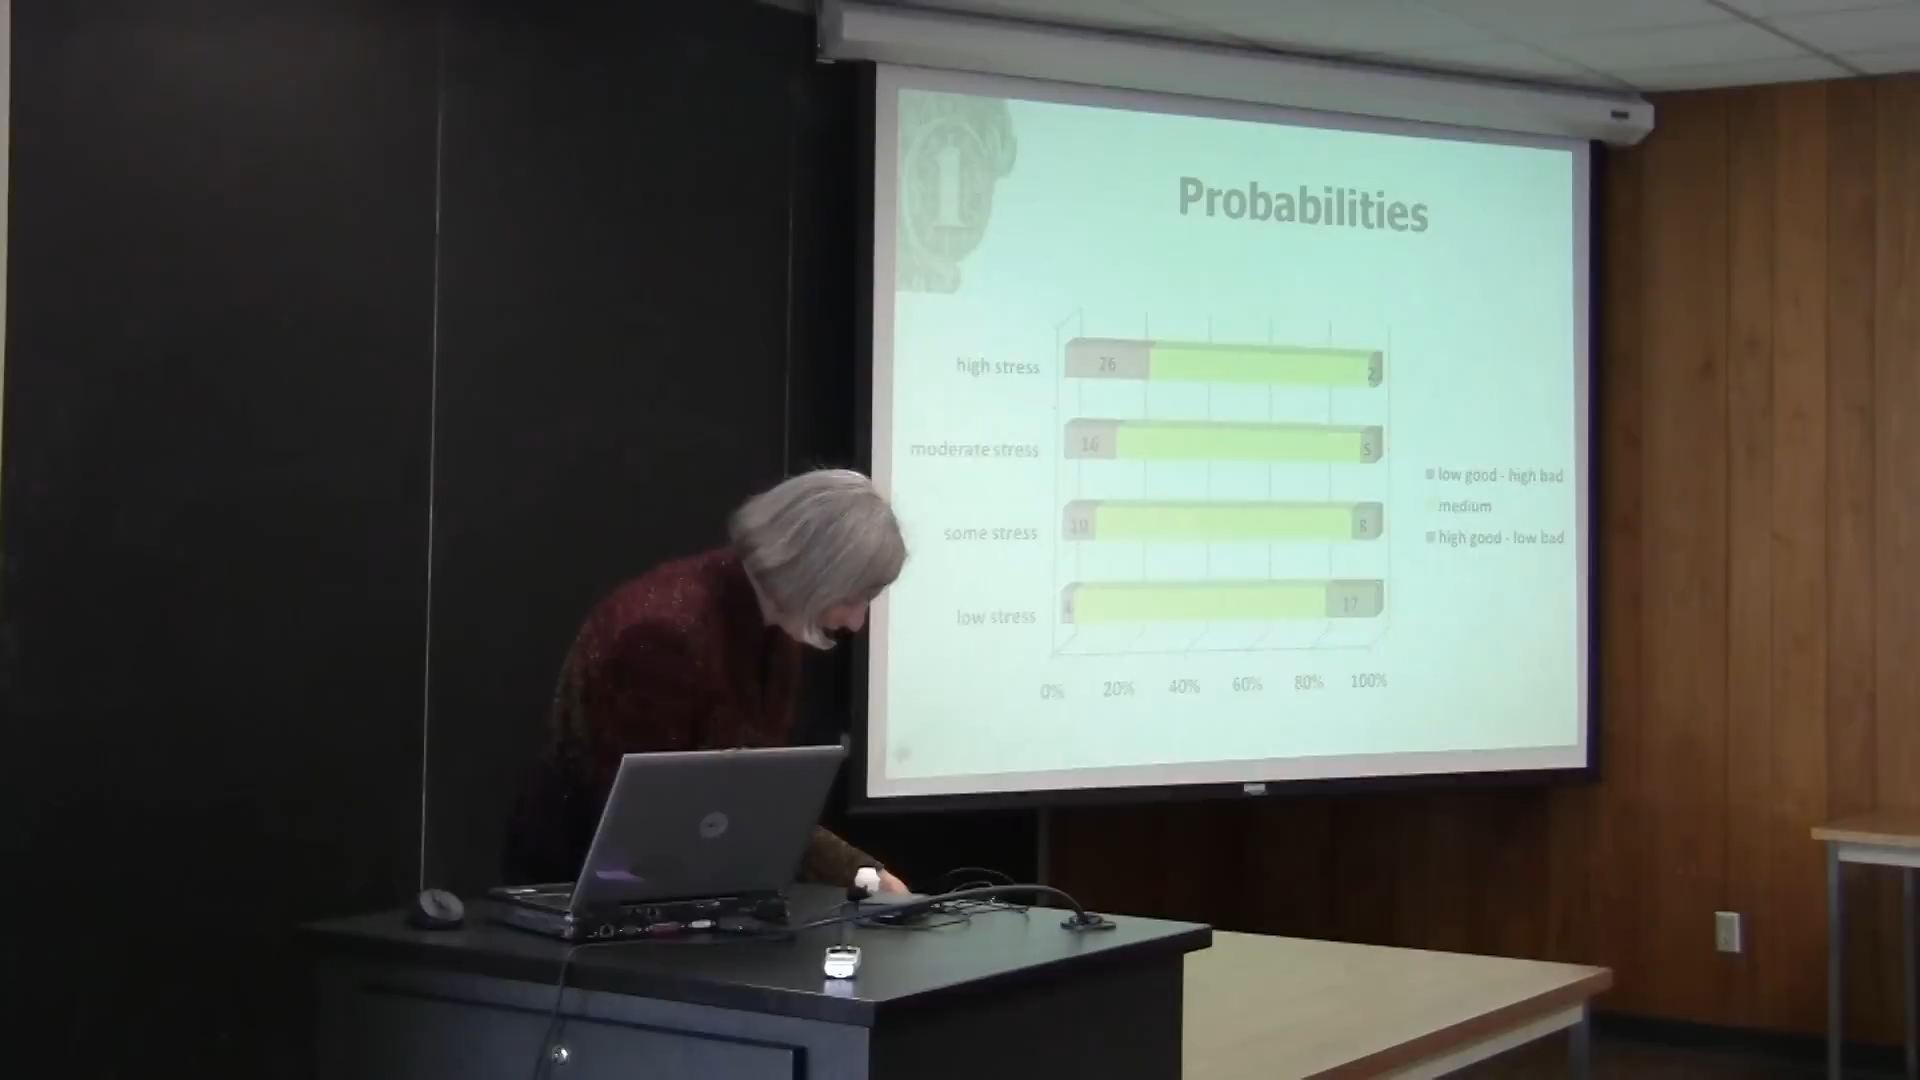 Probabilities
high stress
26
2
moderate stress
16
5
some stress
10
8
low stress
4
17
0% 20% 40% 60% 80% 100%
low good - high bad
medium
high good - low bad